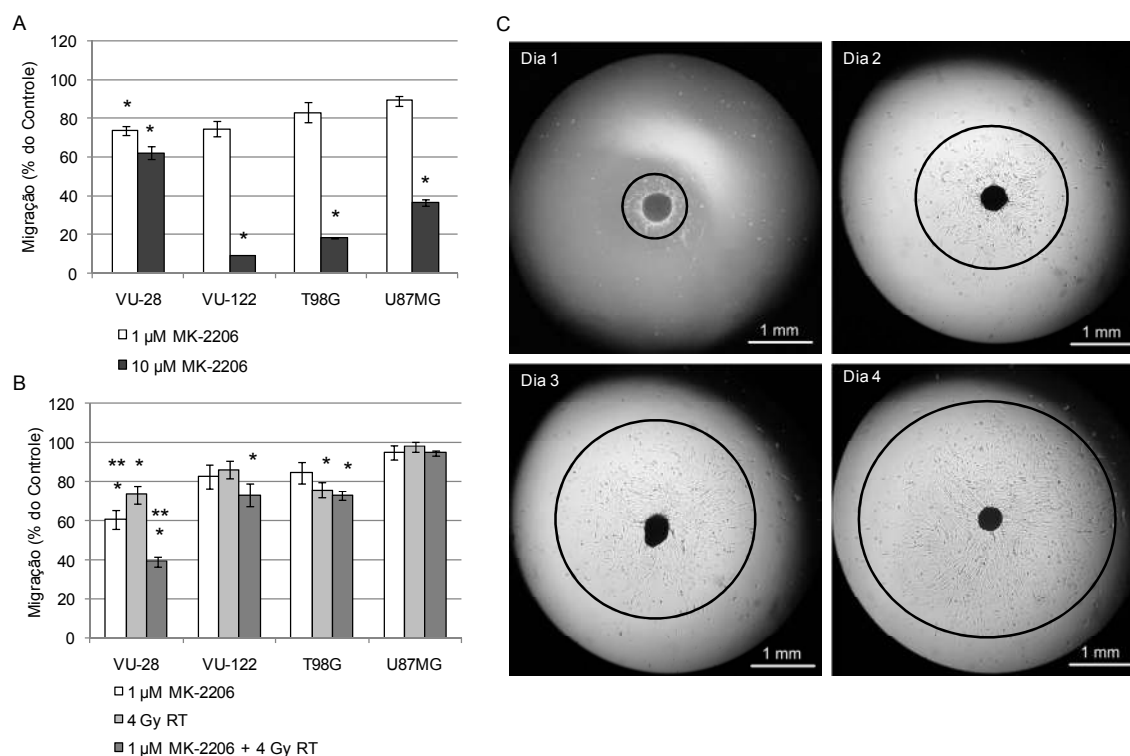 A
Migração (% do Controle)
120
100
80
60
40
20
0
*
*
*
*
*
VU-28
VU-122
T98G
U87MG
1 µM MK-2206
10 µM MK-2206
B
Migração (% do Controle)
120
100
80
60
40
20
0
**
*
*
**
*
*
*
*
VU-28
VU-122
T98G
U87MG
1 µM MK-2206
4 Gy RT
1 µM MK-2206 + 4 Gy RT
C
Dia 1
1 mm
Dia 2
1 mm
Dia 3
1 mm
Dia 4
1 mm